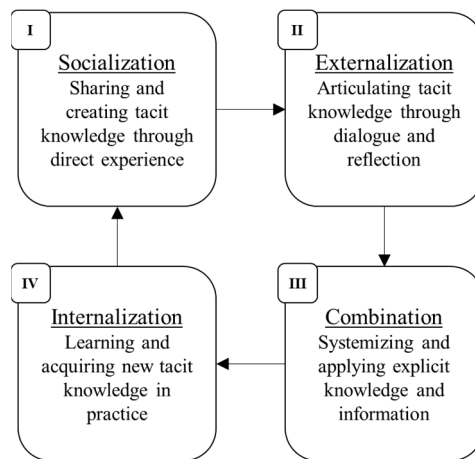 I
Socialization
Sharing and
creating tacit
knowledge through
direct experience
II
Externalization
Articulating tacit
knowledge through
dialogue and
reflection
IV
Internalization
Learning and
acquiring new tacit
knowledge in
practice
III
Combination
Systemizing and
applying explicit
knowledge and
information